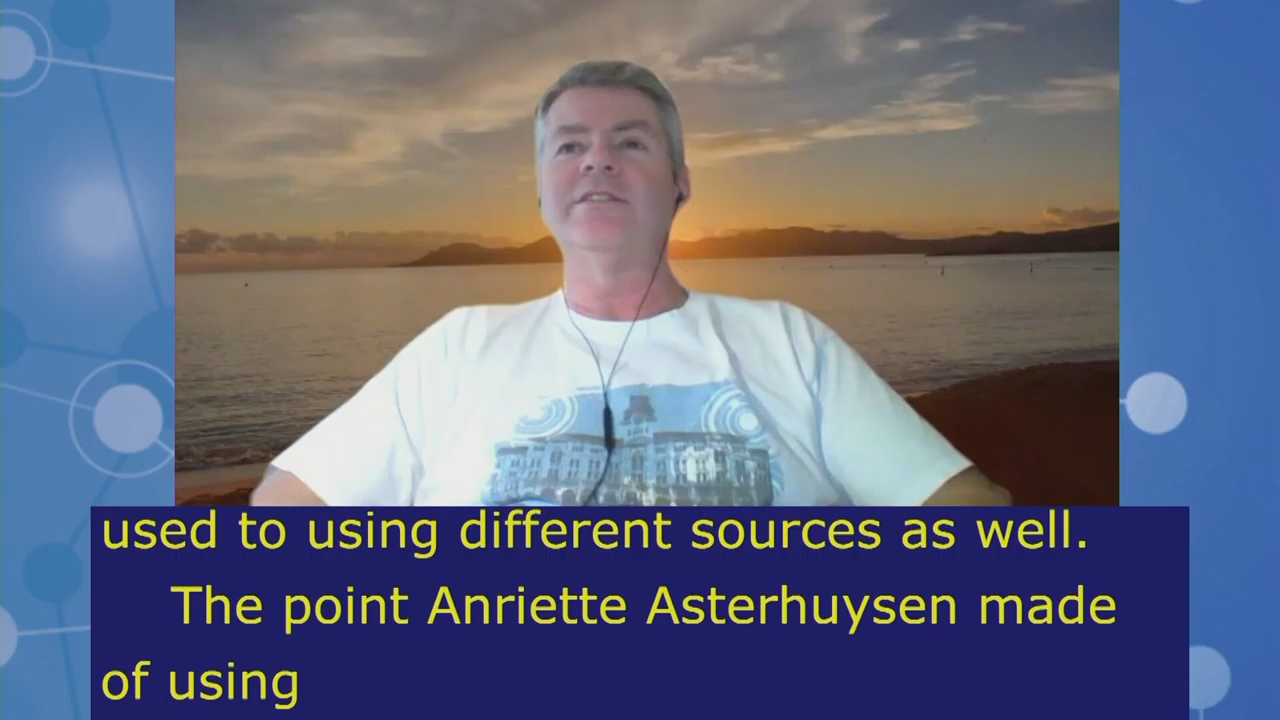 used to using different sources as well.
The point Anriette Asterhuysen made
of using